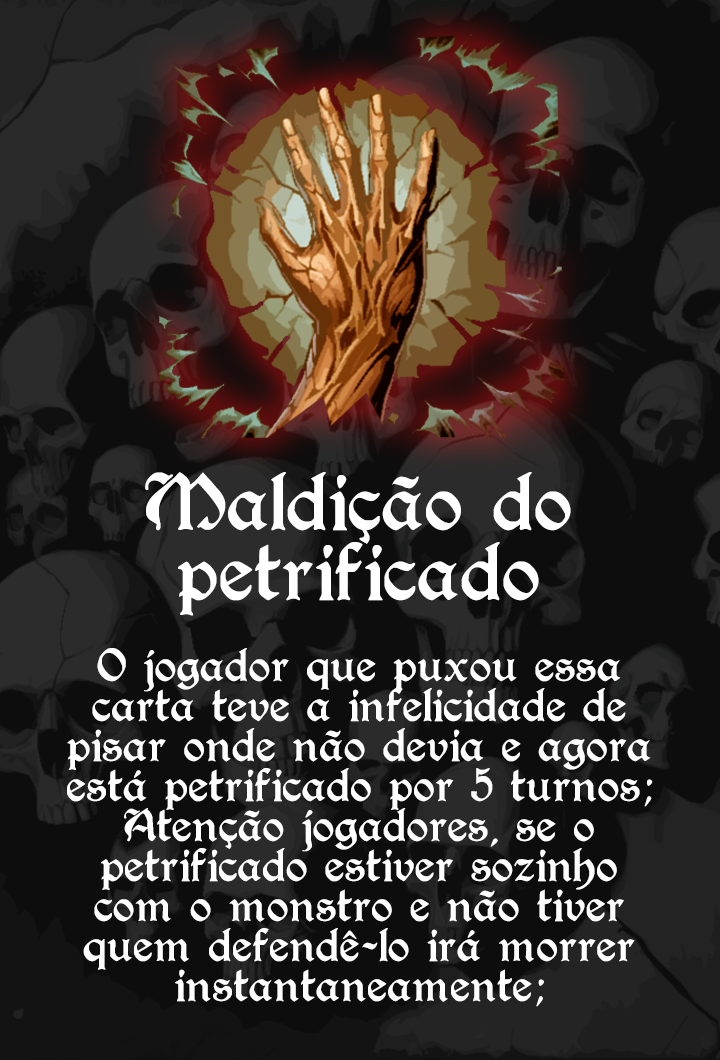 Maldição do
petrificado
O jogador que puxou essa
carta teve a infelicidade de
pisar onde não devia e agora
está petrificado por 5 turnos;
Atenção jogadores, se o
petrificado estiver sozinho
com o monstro e não tiver
quem defendê-lo irá morrer
instantaneamente;